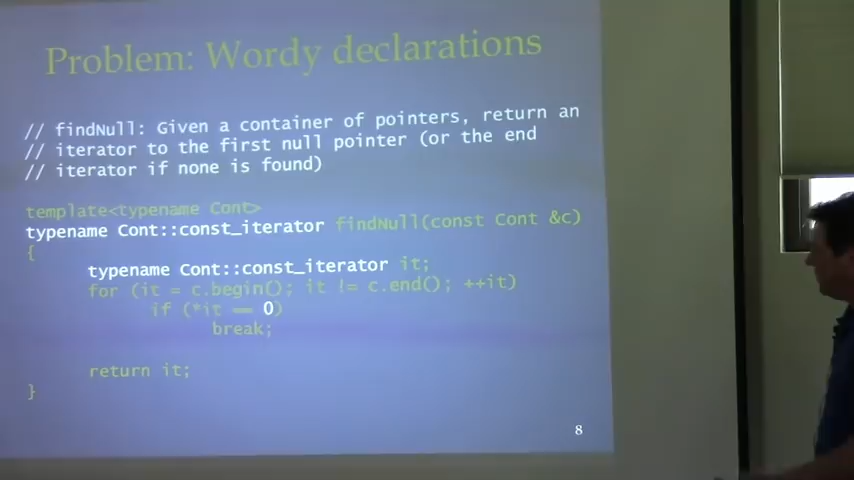 Problem: Wordy declarations
// findNull: Given a container of pointers, return an
// iterator to the first null pointer (or the end
// iterator if none is found)
template<typename Cont>
typename Cont::const_iterator findNull(const Cont &c)
{
typename Cont::const_iterator it;
for (it = c.begin(); it != c.end(); ++it)
if (*it == 0)
break;
return it;
}
8